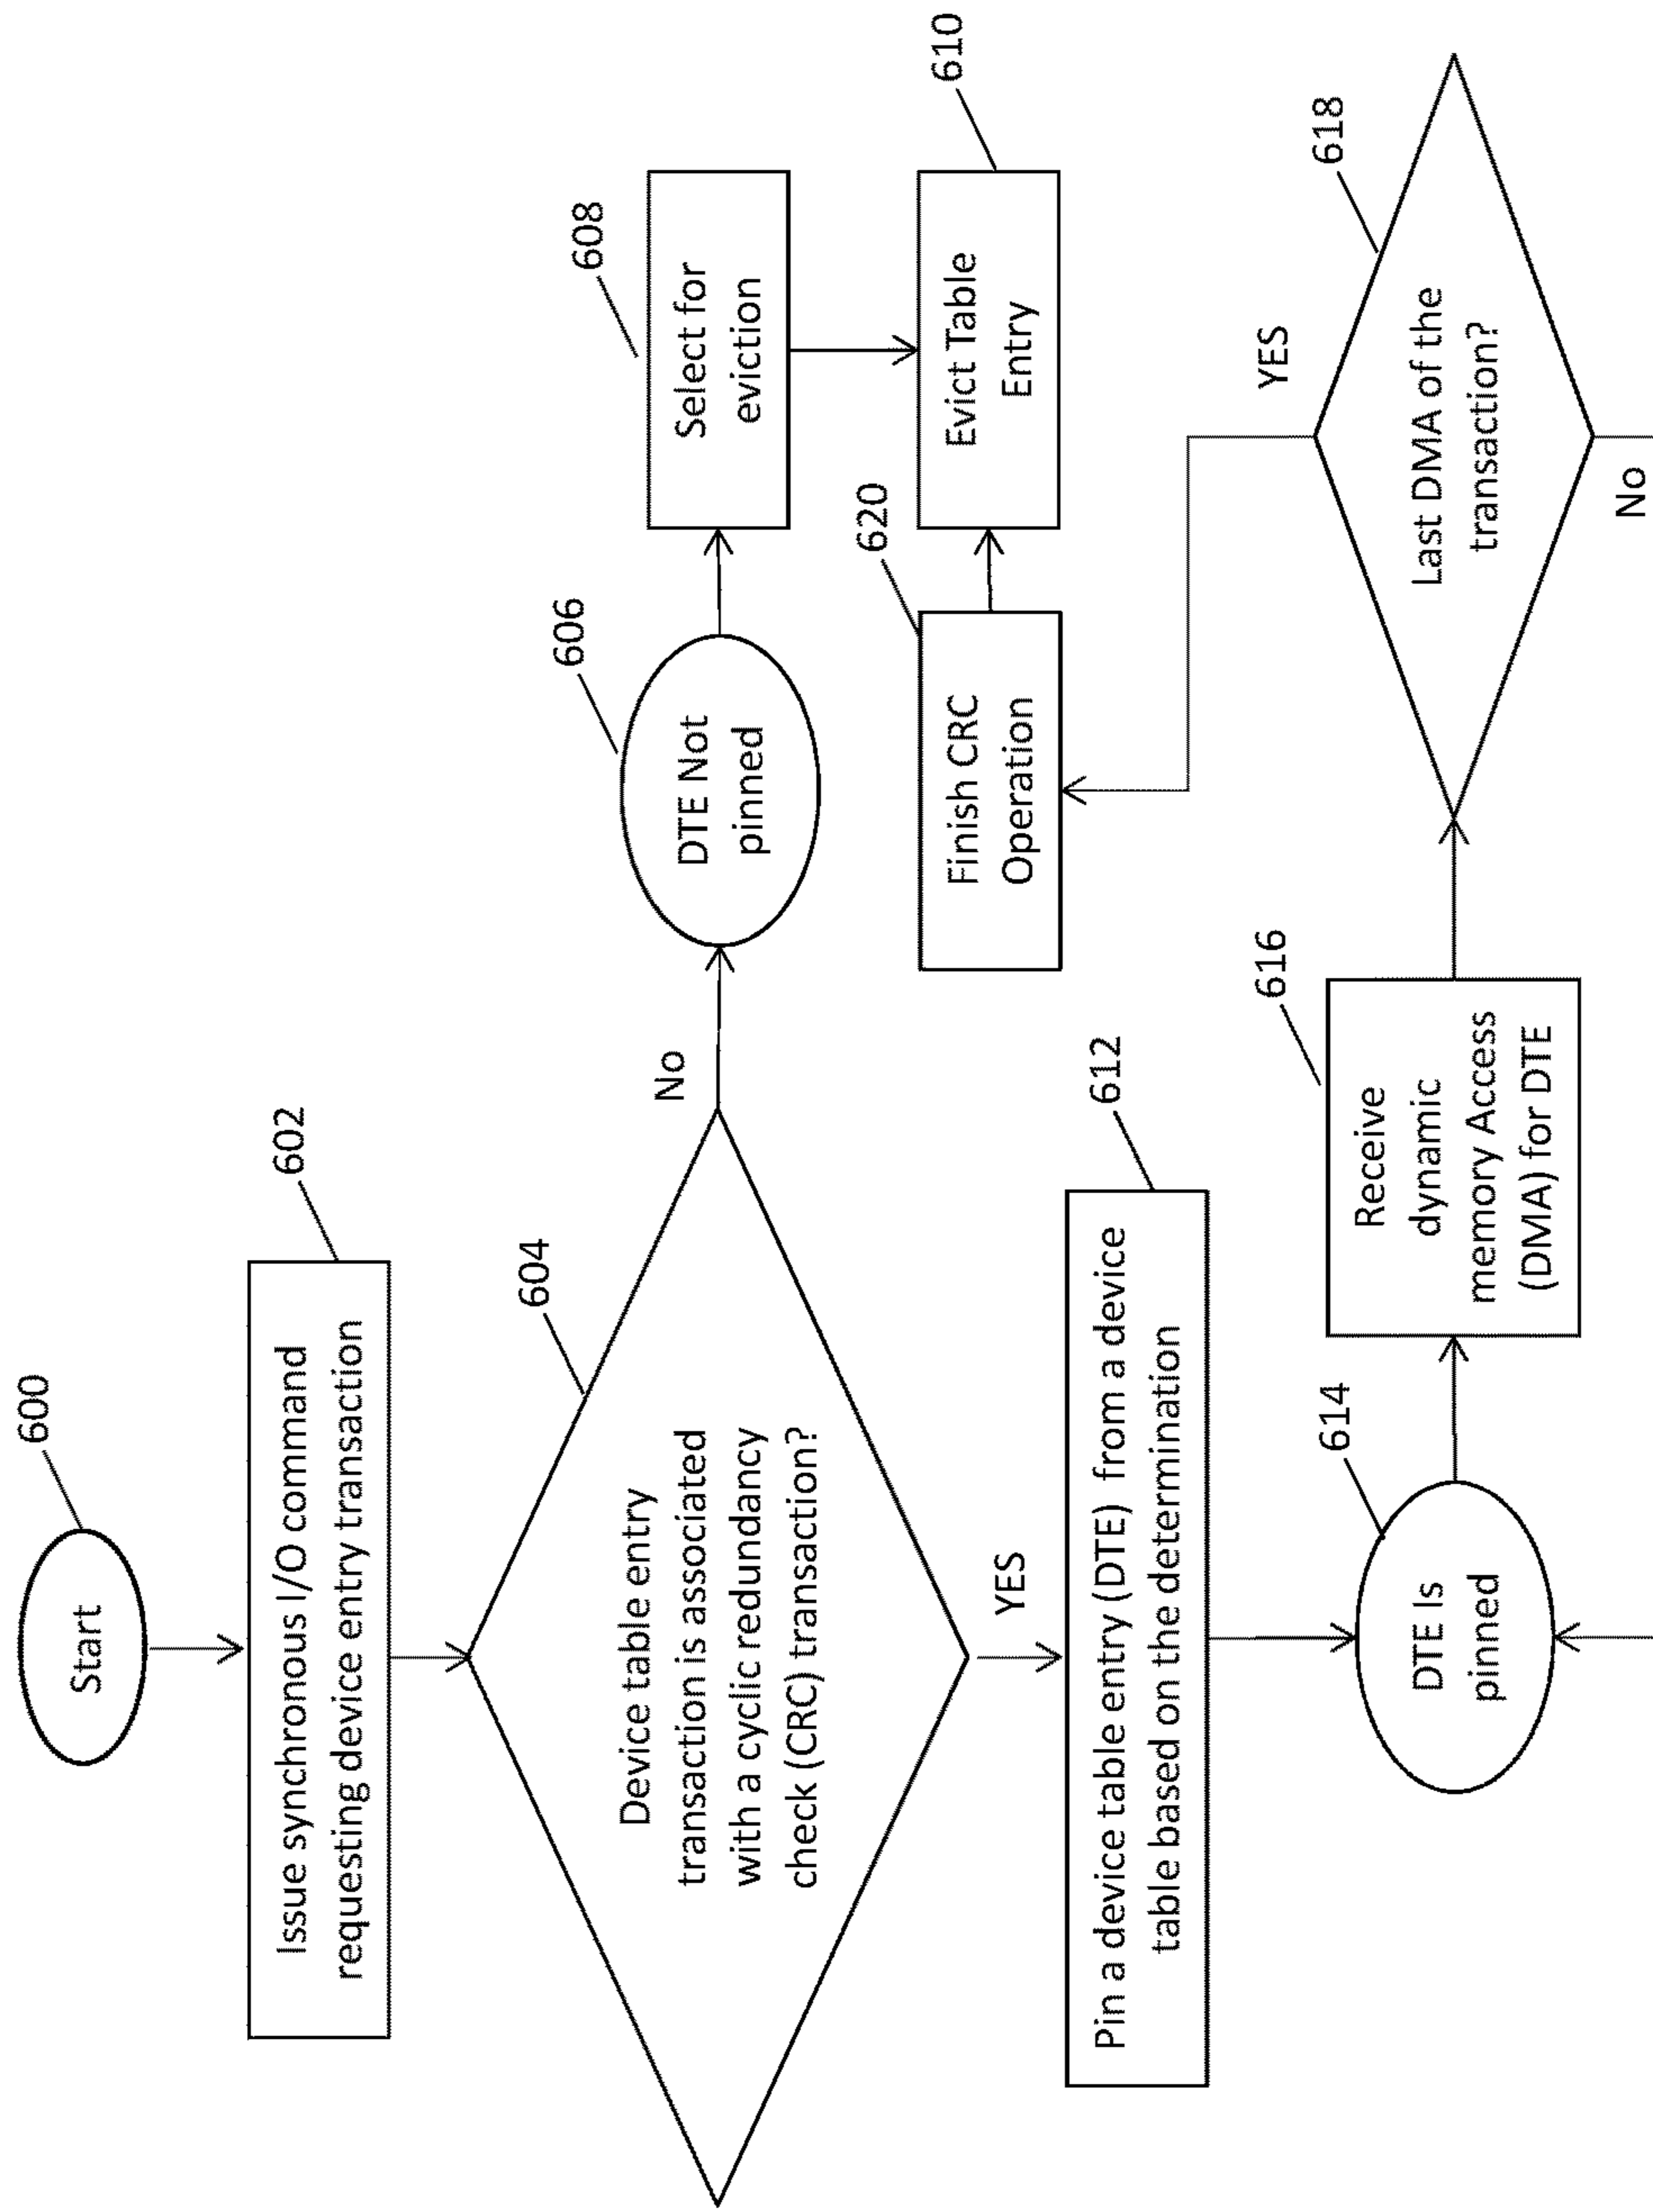 600
Start
602
Issue synchronous I/O command
requesting device entry transaction
604
Device table entry
transaction is associated
with a cyclic redundancy
check (CRC) transaction?
No
606
DTE Not
pinned
608
Select for
eviction
610
Evict Table
Entry
YES
612
Pin a device table entry (DTE) from a device
table based on the determination
614
DTE Is
pinned
616
Receive
dynamic
memory Access
(DMA) for DTE
618
Last DMA of the
transaction?
YES
No
620
Finish CRC
Operation